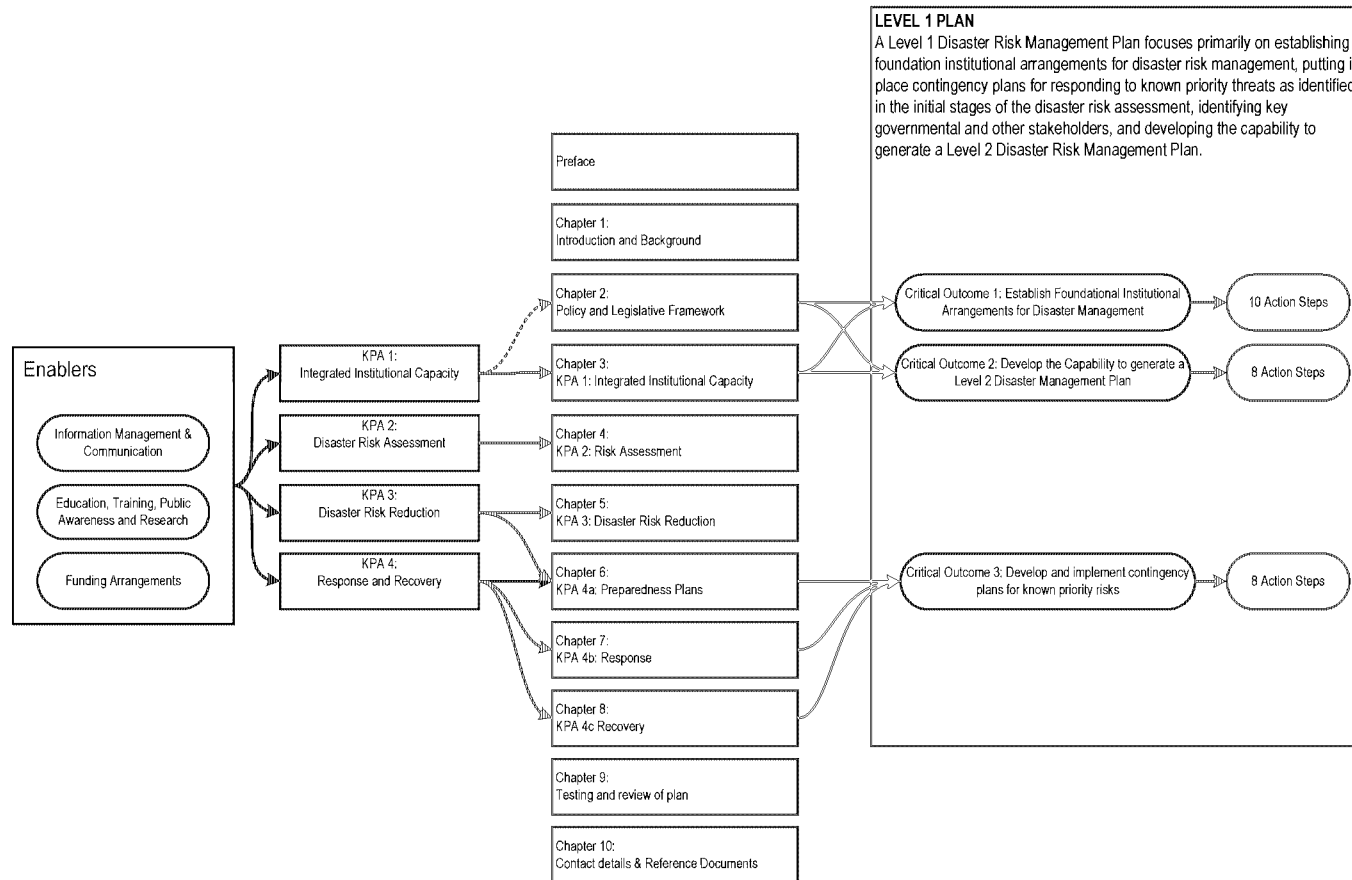 LEVEL 1 PLAN
A Level 1 Disaster Risk Management Plan focuses primarily on establishing
foundation institutional arrangements for disaster risk management, putting i
place contingency plans for responding to known priority threats as identified
in the initial stages of the disaster risk assessment, identifying key
governmental and other stakeholders, and developing the capability to
generate a Level 2 Disaster Risk Management Plan.
Enablers
Information Management &
Communication
Education, Training, Public
Awareness and Research
Funding Arrangements
KPA 1:
Integrated Institutional Capacity
KPA 2:
Disaster Risk Assessment
KPA 3:
Disaster Risk Reduction
KPA 4:
Response and Recovery
Preface
Chapter 1:
Introduction and Background
Chapter 2:
Policy and Legislative Framework
Chapter 3:
KPA 1: Integrated Institutional Capacity
Chapter 4:
KPA 2: Risk Assessment
Chapter 5:
KPA 3: Disaster Risk Reduction
Chapter 6:
KPA 4a: Preparedness Plans
Chapter 7:
KPA 4b: Response
Chapter 8:
KPA 4c Recovery
Chapter 9:
Testing and review of plan
Chapter 10:
Contact details & Reference Documents
Critical Outcome 1: Establish Foundational Institutional
Arrangements for Disaster Management
10 Action Steps
Critical Outcome 2: Develop the Capability to generate a
Level 2 Disaster Management Plan
8 Action Steps
Critical Outcome 3: Develop and implement contingency
plans for known priority risks
8 Action Steps